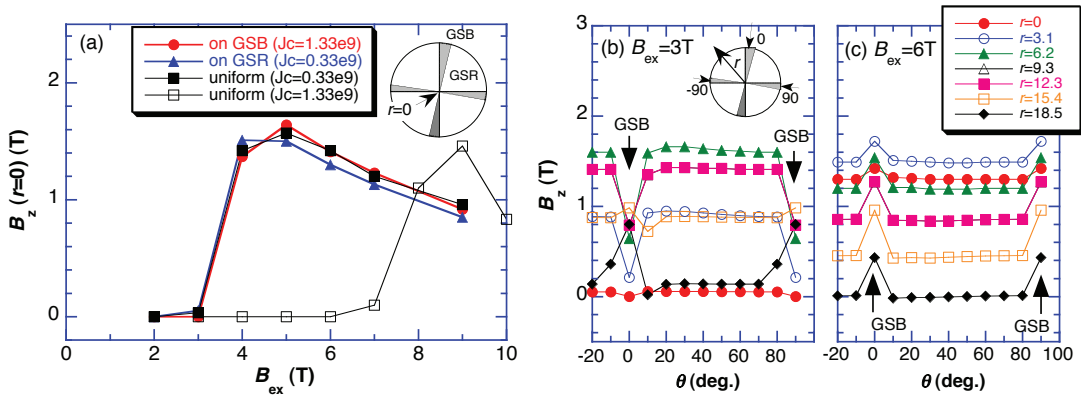 (a)
on GSB (Jc=1.33e9)
on GSR (Jc=0.33e9)
uniform (Jc=0.33e9)
uniform (Jc=1.33e9)
GSB
GSR
r=0
2
1
0
B_z (r=0) (T)
0 2 4 6 8 10
B_ex (T)
(b) B_ex=3T
0
r
-90
90
GSB
3
2
1
0
B_z (T)
-20 0 20 40 60 80
θ (deg.)
(c) B_ex=6T
r=0
r=3.1
r=6.2
r=9.3
r=12.3
r=15.4
r=18.5
GSB
GSB
-20 0 20 40 60 80 100
θ (deg.)